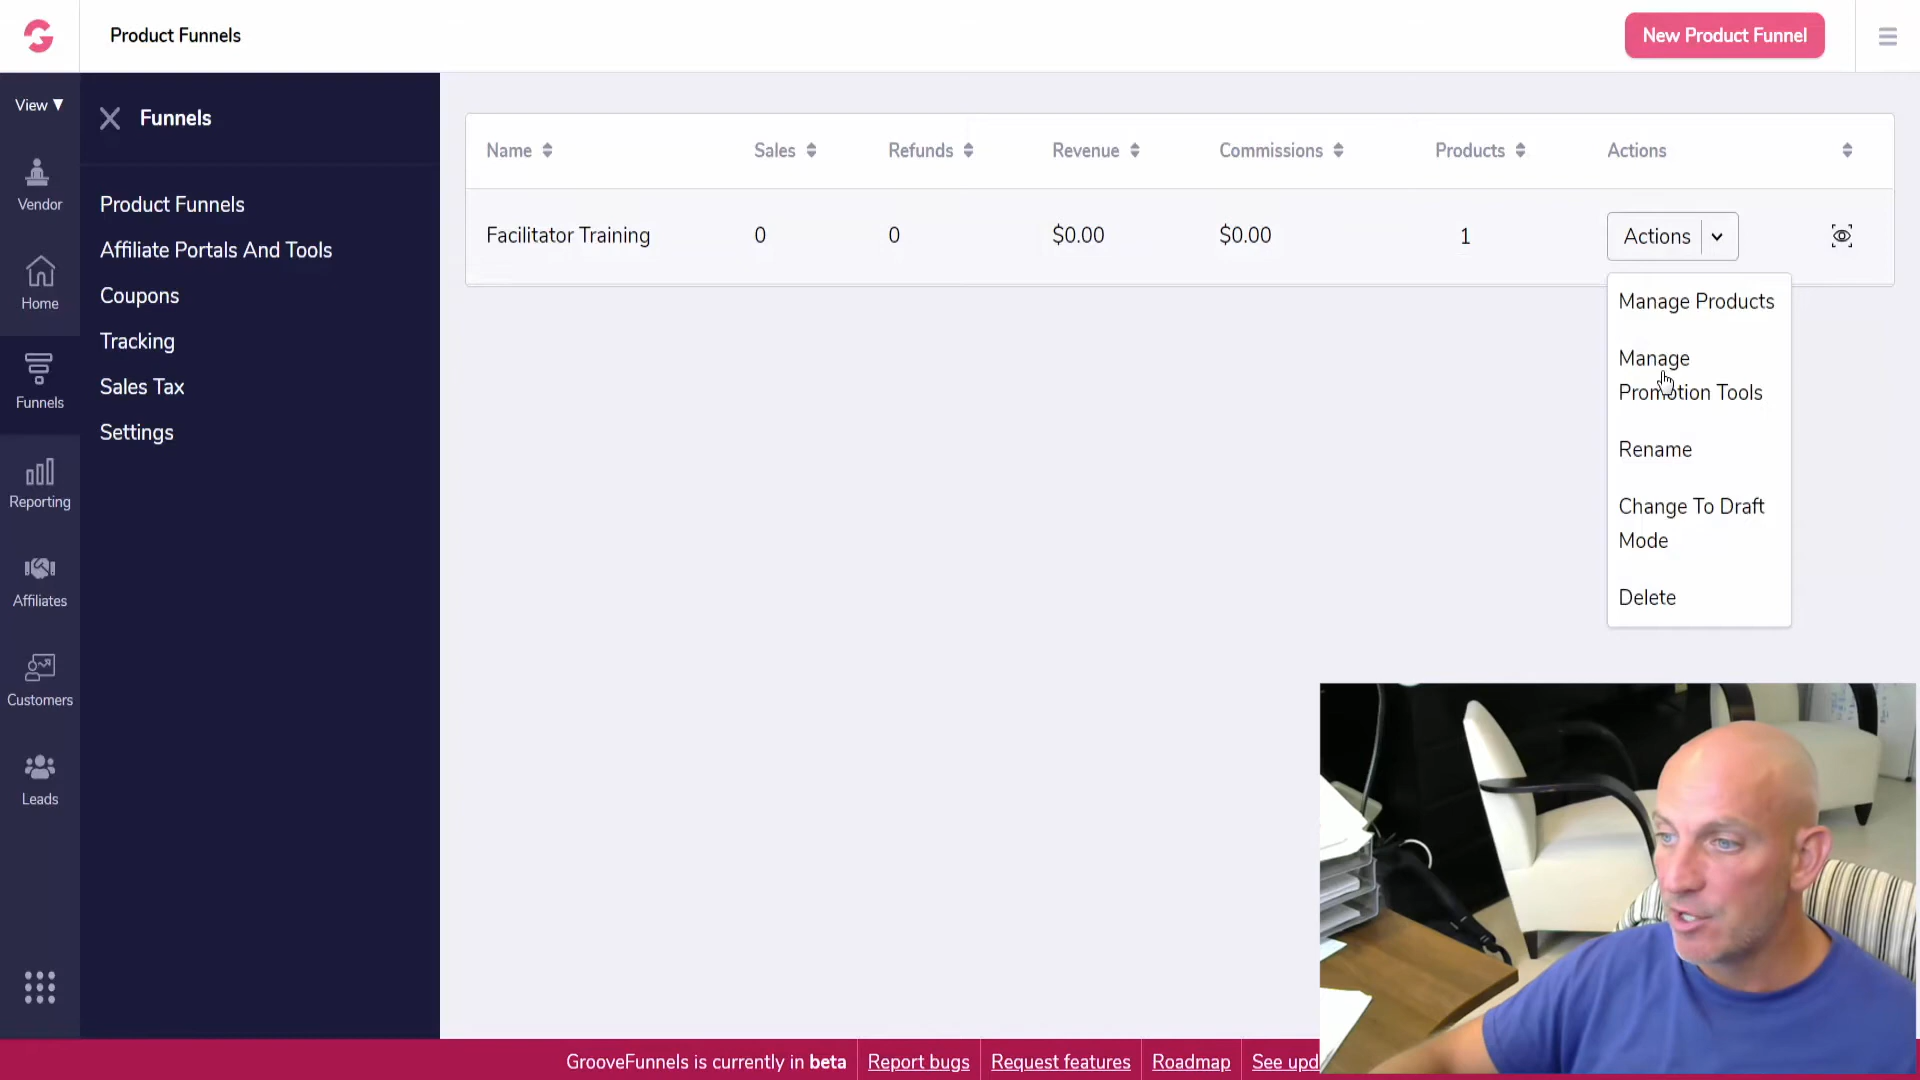 Product Funnels
New Product Funnel
View ▼
Funnels
Vendor
Home
Funnels
Reporting
Affiliates
Customers
Leads
Product Funnels
Affiliate Portals And Tools
Coupons
Tracking
Sales Tax
Settings
Name Sales Refunds Revenue Commissions Products Actions
Facilitator Training 0 0 $0.00 $0.00 1 Actions
Manage Products
Manage
Promotion Tools
Rename
Change To Draft
Mode
Delete
GrooveFunnels is currently in beta Report bugs Request features Roadmap See upd